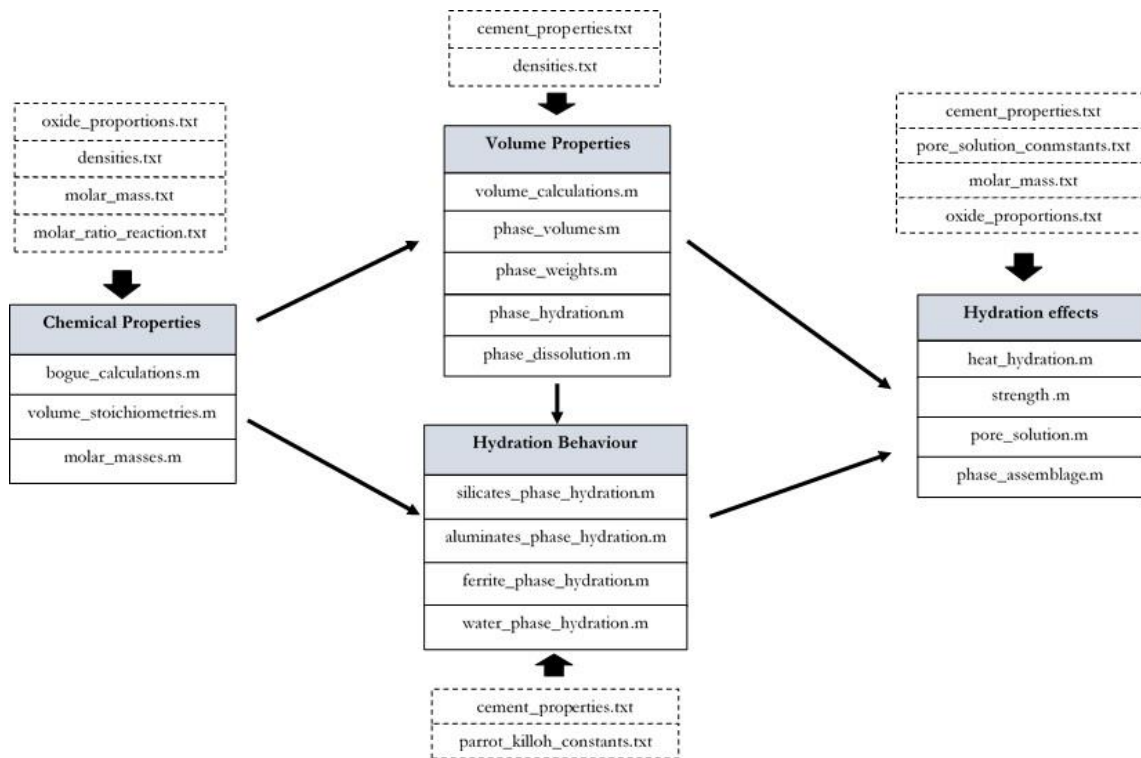 cement_properties.txt
densities.txt
oxide_proportions.txt
densities.txt
molar_mass.txt
molar_ratio_reaction.txt
Chemical Properties
bogue_calculations.m
volume_stoichiometries.m
molar_masses.m
Volume Properties
volume_calculations.m
phase_volumes.m
phase_weights.m
phase_hydration.m
phase_dissolution.m
Hydration Behaviour
silicates_phase_hydration.m
aluminates_phase_hydration.m
ferrite_phase_hydration.m
water_phase_hydration.m
cement_properties.txt
parrot_killoh_constants.txt
cement_properties.txt
pore_solution_conmstants.txt
molar_mass.txt
oxide_proportions.txt
Hydration effects
heat_hydration.m
strength .m
pore_solution.m
phase_assemblage.m